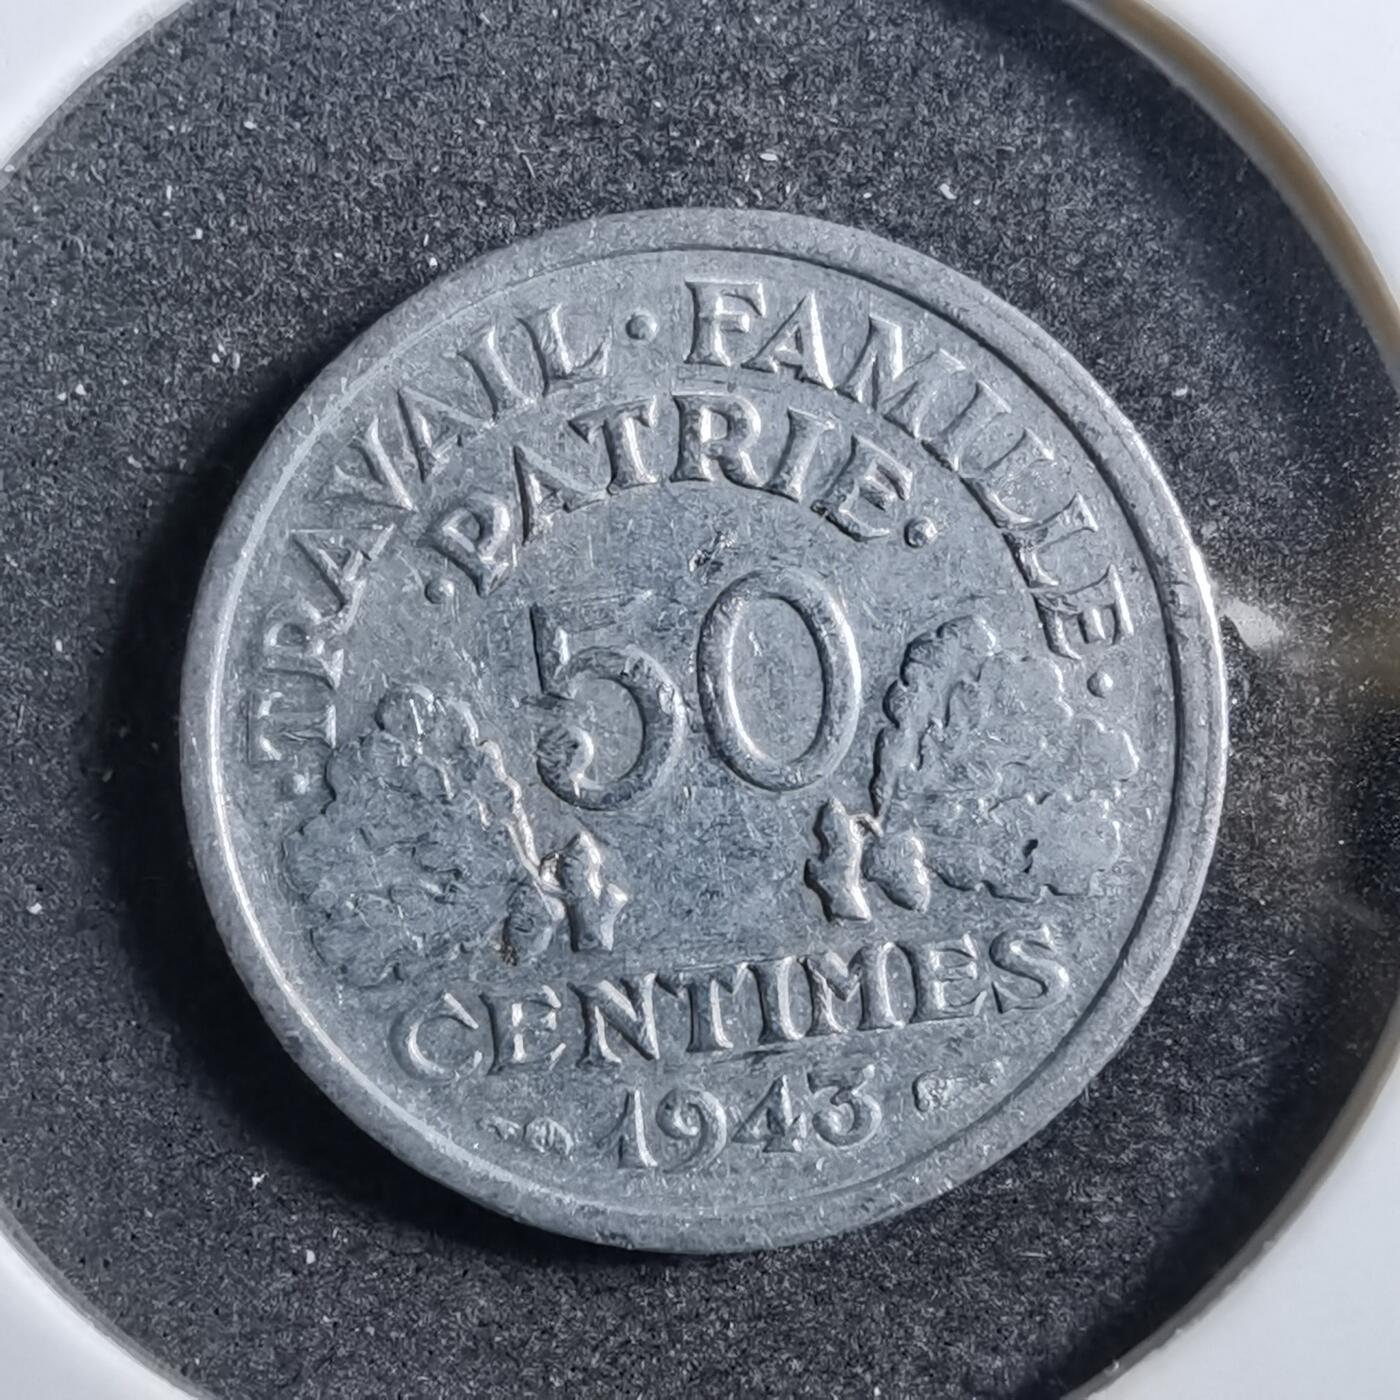 ·TRAVAIL·FAMILLE·
·PATRIE·
50
CENTIMES
1943